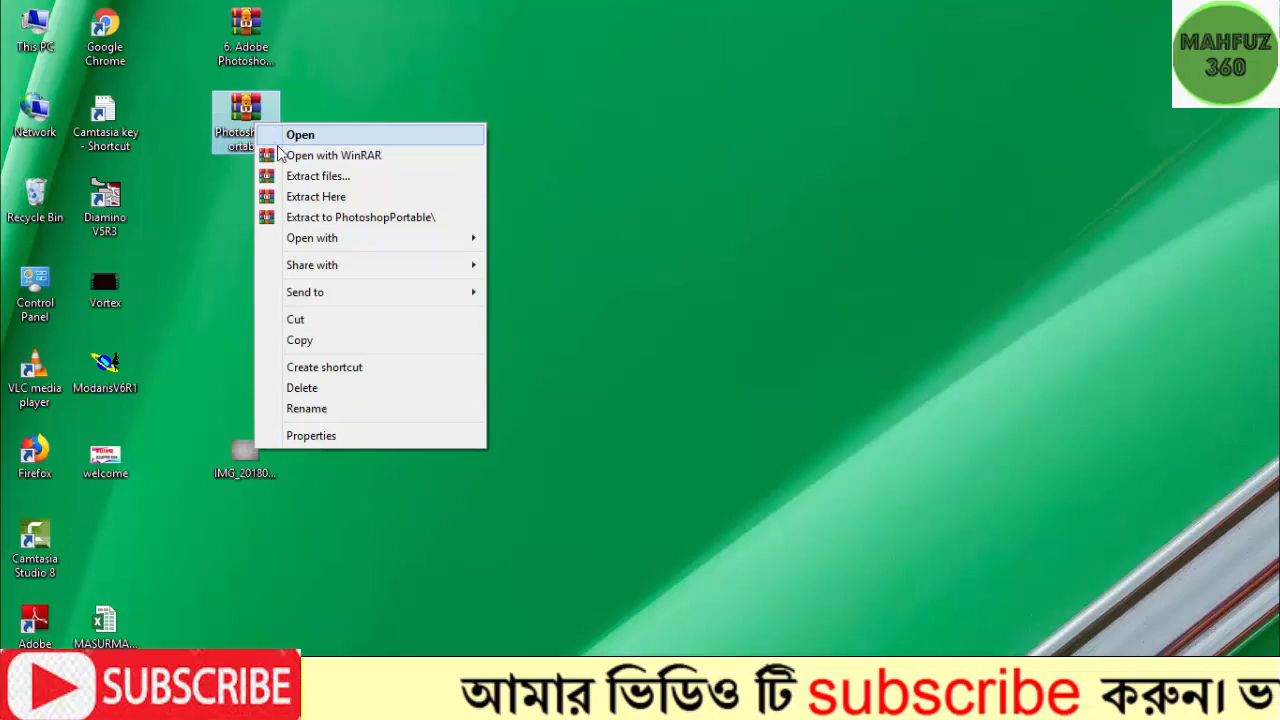 This PC
Google
Chrome
6. Adobe
Photosho...
MAHFUZ
360
Network
Camtasia key
- Shortcut
Recycle Bin
Diamino
V5R3
Control
Panel
Vortex
VLC media
player
ModarisV6R1
Firefox
welcome
IMG_20180...
Camtasia
Studio 8
Adobe
MASURMA...
Open
Open with WinRAR
Extract files...
Extract Here
Extract to PhotoshopPortable\
Open with
Share with
Send to
Cut
Copy
Create shortcut
Delete
Rename
Properties
SUBSCRIBE
আমার ভিডিও টি subscribe করুন। ভ